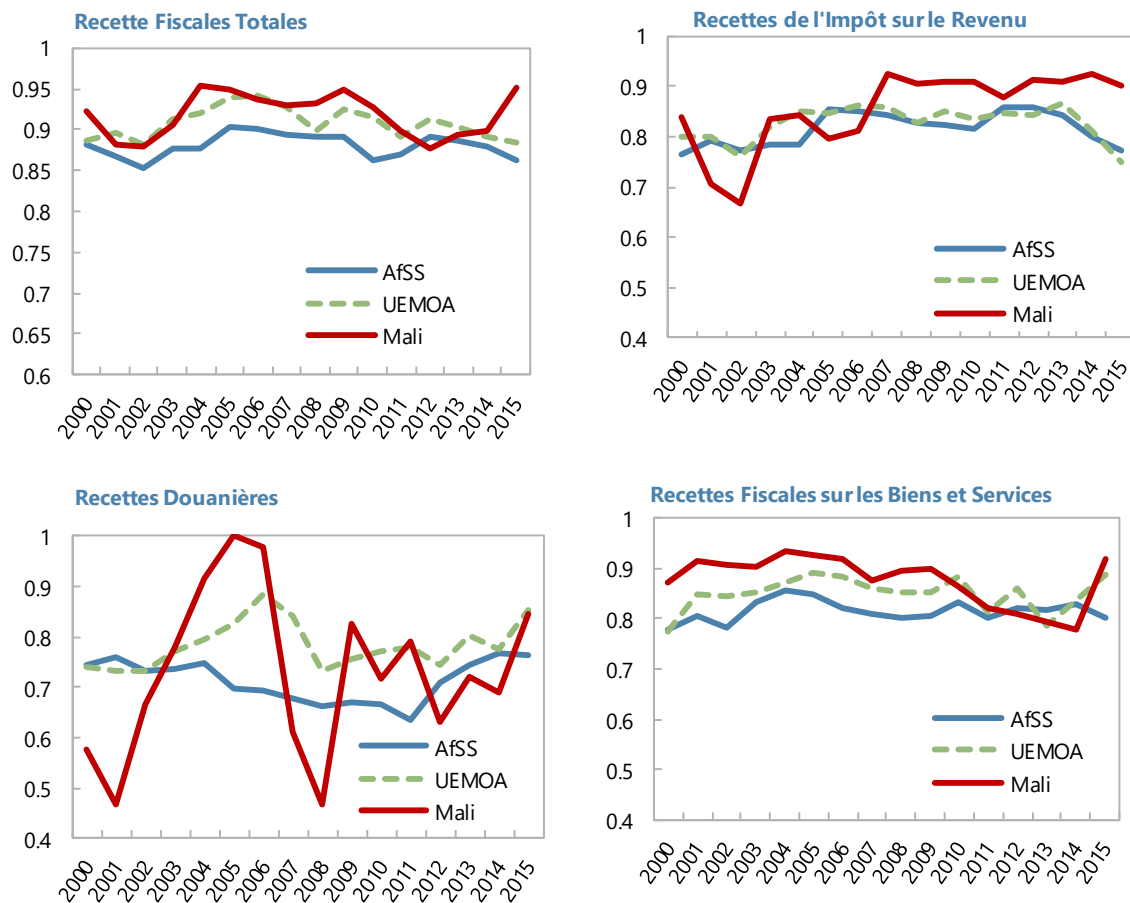 Recette Fiscales Totales
1
0.95
0.9
0.85
0.8
0.75
0.7
0.65
0.6
AfSS
UEMOA
Mali
2000 2001 2002 2003 2004 2005 2006 2007 2008 2009 2010 2011 2012 2013 2014 2015
Recettes de l'Impôt sur le Revenu
1
0.9
0.8
0.7
0.6
0.5
0.4
AfSS
UEMOA
Mali
2000 2001 2002 2003 2004 2005 2006 2007 2008 2009 2010 2011 2012 2013 2014 2015
Recettes Douanières
1
0.9
0.8
0.7
0.6
0.5
0.4
AfSS
UEMOA
Mali
2000 2001 2002 2003 2004 2005 2006 2007 2008 2009 2010 2011 2012 2013 2014 2015
Recettes Fiscales sur les Biens et Services
1
0.9
0.8
0.7
0.6
0.5
0.4
AfSS
UEMOA
Mali
2000 2001 2002 2003 2004 2005 2006 2007 2008 2009 2010 2011 2012 2013 2014 2015